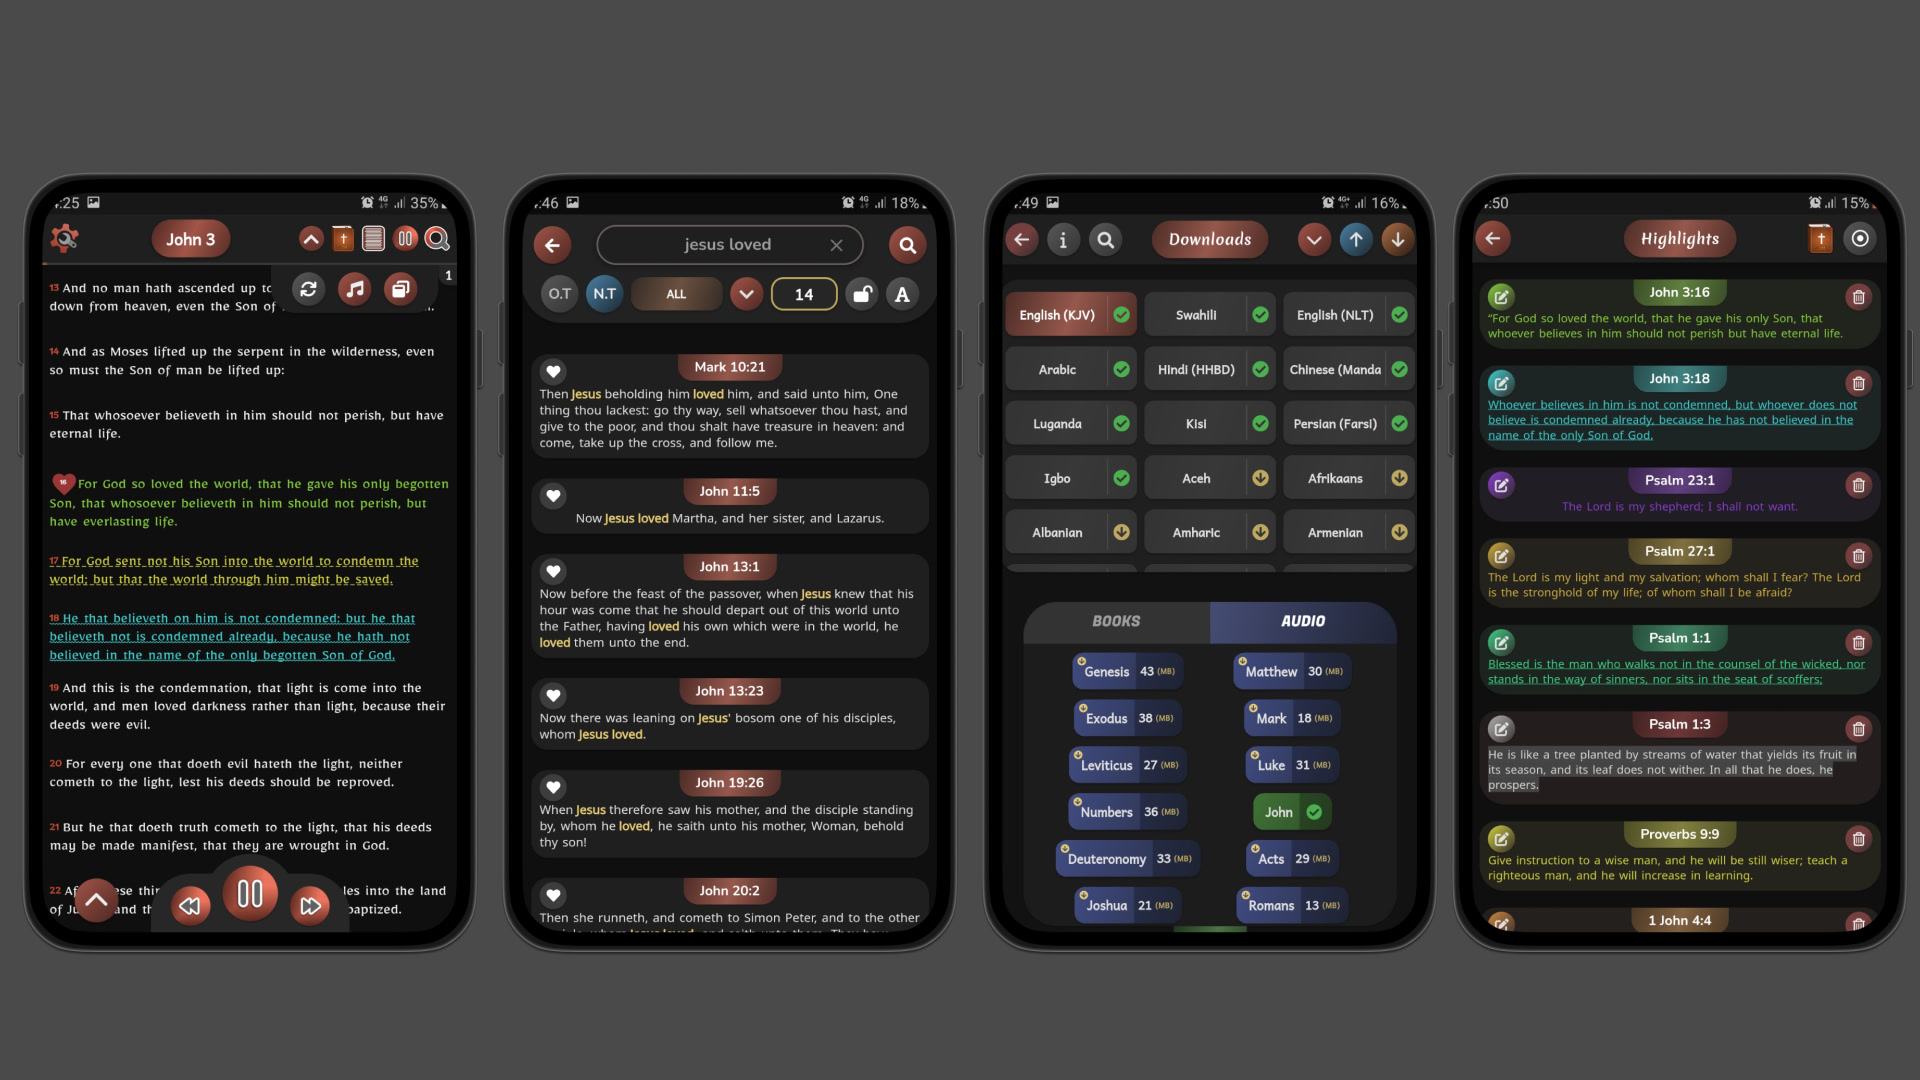 :25
4G
35%
John 3
1
13 And no man hath ascended up to
down from heaven, even the Son of
14 And as Moses lifted up the serpent in the wilderness, even
so must the Son of man be lifted up:
15 That whosoever believeth in him should not perish, but have
eternal life.
16 For God so loved the world, that he gave his only begotten
Son, that whosoever believeth in him should not perish, but
have everlasting life.
17 For God sent not his Son into the world to condemn the
world; but that the world through him might be saved.
18 He that believeth on him is not condemned: but he that
believeth not is condemned already, because he hath not
believed in the name of the only begotten Son of God.
19 And this is the condemnation, that light is come into the
world, and men loved darkness rather than light, because their
deeds were evil.
20 For every one that doeth evil hateth the light, neither
cometh to the light, lest his deeds should be reproved.
21 But he that doeth truth cometh to the light, that his deeds
may be made manifest, that they are wrought in God.
22 into the land
of and baptized.
:46
4G
18%
jesus loved
O.T
N.T
ALL
14
A
Mark 10:21
Then Jesus beholding him loved him, and said unto him, One
thing thou lackest: go thy way, sell whatsoever thou hast, and
give to the poor, and thou shalt have treasure in heaven: and
come, take up the cross, and follow me.
John 11:5
Now Jesus loved Martha, and her sister, and Lazarus.
John 13:1
Now before the feast of the passover, when Jesus knew that his
hour was come that he should depart out of this world unto
the Father, having loved his own which were in the world, he
loved them unto the end.
John 13:23
Now there was leaning on Jesus' bosom one of his disciples,
whom Jesus loved.
John 19:26
When Jesus therefore saw his mother, and the disciple standing
by, whom he loved, he saith unto his mother, Woman, behold
thy son!
John 20:2
Then she runneth, and cometh to Simon Peter, and to the other
:49
4G+
16%
i
Downloads
English (KJV)
Swahili
English (NLT)
Arabic
Hindi (HHBD)
Chinese (Manda
Luganda
Kisi
Persian (Farsi)
Igbo
Aceh
Afrikaans
Albanian
Amharic
Armenian
BOOKS
AUDIO
Genesis 43 (MB)
Matthew 30 (MB)
Exodus 38 (MB)
Mark 18 (MB)
Leviticus 27 (MB)
Luke 31 (MB)
Numbers 36 (MB)
John
Deuteronomy 33 (MB)
Acts 29 (MB)
Joshua 21 (MB)
Romans 13 (MB)
:50
15%
Highlights
John 3:16
“For God so loved the world, that he gave his only Son, that
whoever believes in him should not perish but have eternal life.
John 3:18
Whoever believes in him is not condemned, but whoever does not
believe is condemned already, because he has not believed in the
name of the only Son of God.
Psalm 23:1
The Lord is my shepherd; I shall not want.
Psalm 27:1
The Lord is my light and my salvation; whom shall I fear? The Lord
is the stronghold of my life; of whom shall I be afraid?
Psalm 1:1
Blessed is the man who walks not in the counsel of the wicked, nor
stands in the way of sinners, nor sits in the seat of scoffers;
Psalm 1:3
He is like a tree planted by streams of water that yields its fruit in
its season, and its leaf does not wither. In all that he does, he
prospers.
Proverbs 9:9
Give instruction to a wise man, and he will be still wiser; teach a
righteous man, and he will increase in learning.
1 John 4:4